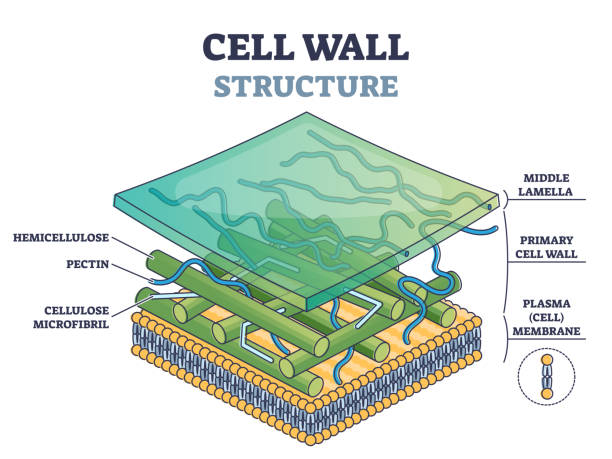 CELL WALL
STRUCTURE
MIDDLE
LAMELLA
HEMICELLULOSE
PECTIN
CELLULOSE
MICROFIBRIL
PRIMARY
CELL WALL
PLASMA
(CELL)
MEMBRANE